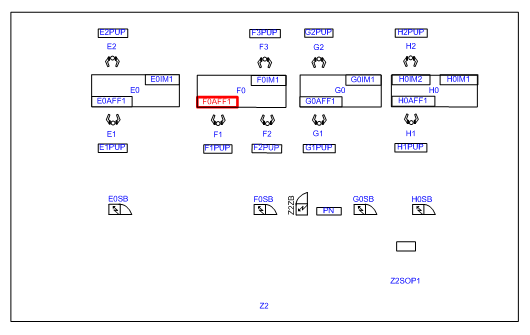 E2PUP F3PUP G2PUP H2PUP
E2 F3 G2 H2
E0IM1 F0IM1 G0IM1 H0IM2 H0IM1
E0 F0 G0 H0
E0AFF1 F0AFF1 G0AFF1 H0AFF1
E1 F1 F2 G1 H1
E1PUP F1PUP F2PUP G1PUP H1PUP
E0SB F0SB Z2ZB G0SB H0SB
PN
Z2SOP1
Z2